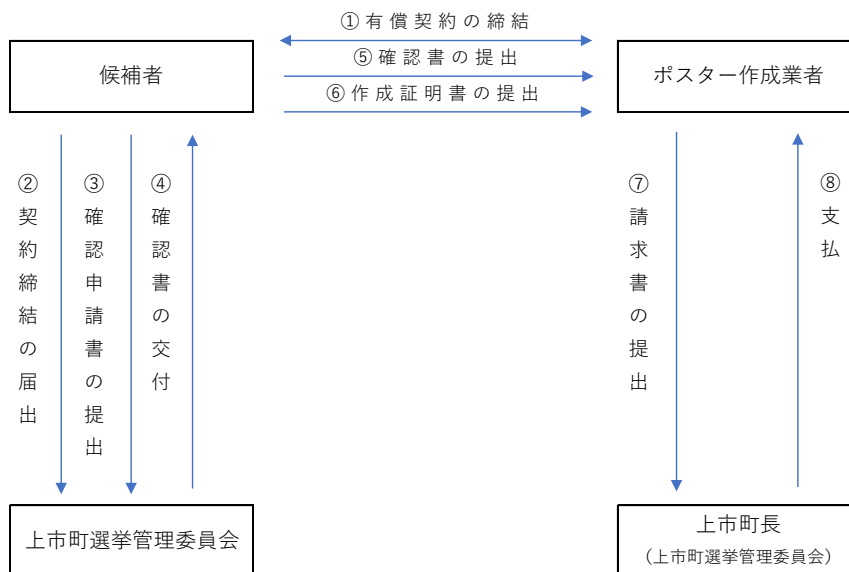 ①有償契約の締結
候補者
⑤確認書の提出
ポスター作成業者
⑥作成証明書の提出
②契約締結の届出
③確認申請書の提出
④確認書の交付
⑦請求書の提出
⑧支払
上市町選挙管理委員会
上市町長
(上市町選挙管理委員会)